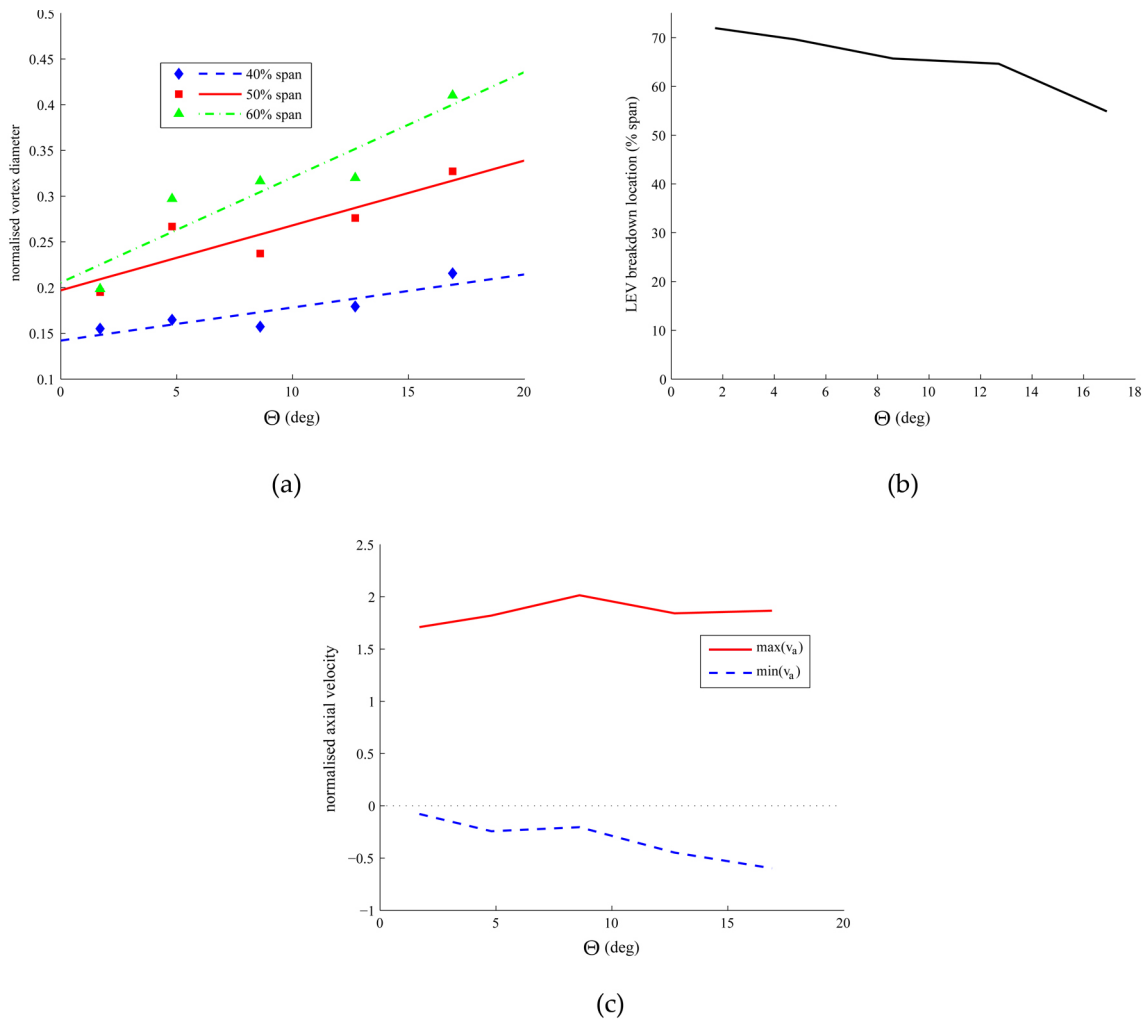 0.5
0.45
0.4
0.35
0.3
0.25
0.2
0.15
0.1
normalised vortex diameter
40% span
50% span
60% span
0 5 10 15 20
Θ (deg)
(a)
70
60
50
40
30
20
10
0
LEV breakdown location (% span)
0 2 4 6 8 10 12 14 16 18
Θ (deg)
(b)
2.5
2
1.5
1
0.5
0
−0.5
−1
normalised axial velocity
max(vₐ)
min(vₐ)
0 5 10 15 20
Θ (deg)
(c)